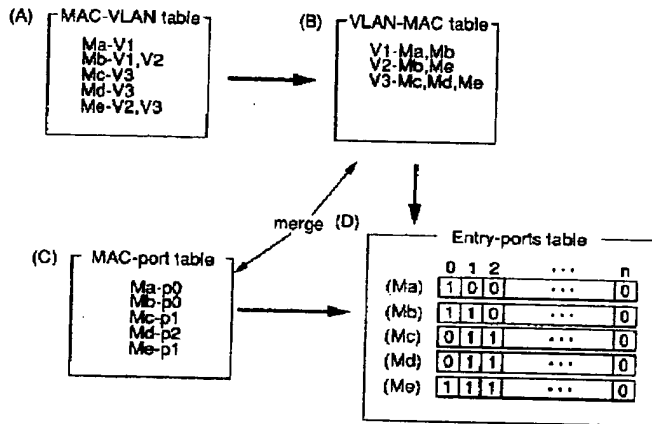 (A) MAC-VLAN table
Ma-V1
Mb-V1,V2
Mc-V3
Md-V3
Me-V2,V3
(B) VLAN-MAC table
V1-Ma,Mb
V2-Mb,Me
V3-Mc,Md,Me
merge
(C) MAC-port table
Ma-p0
Mb-p0
Mc-p1
Md-p2
Me-p1
(D) Entry-ports table
0 1 2 ... n
(Ma) 1 0 0 ... 0
(Mb) 1 1 0 ... 0
(Mc) 0 1 1 ... 0
(Md) 0 1 1 ... 0
(Me) 1 1 1 ... 0